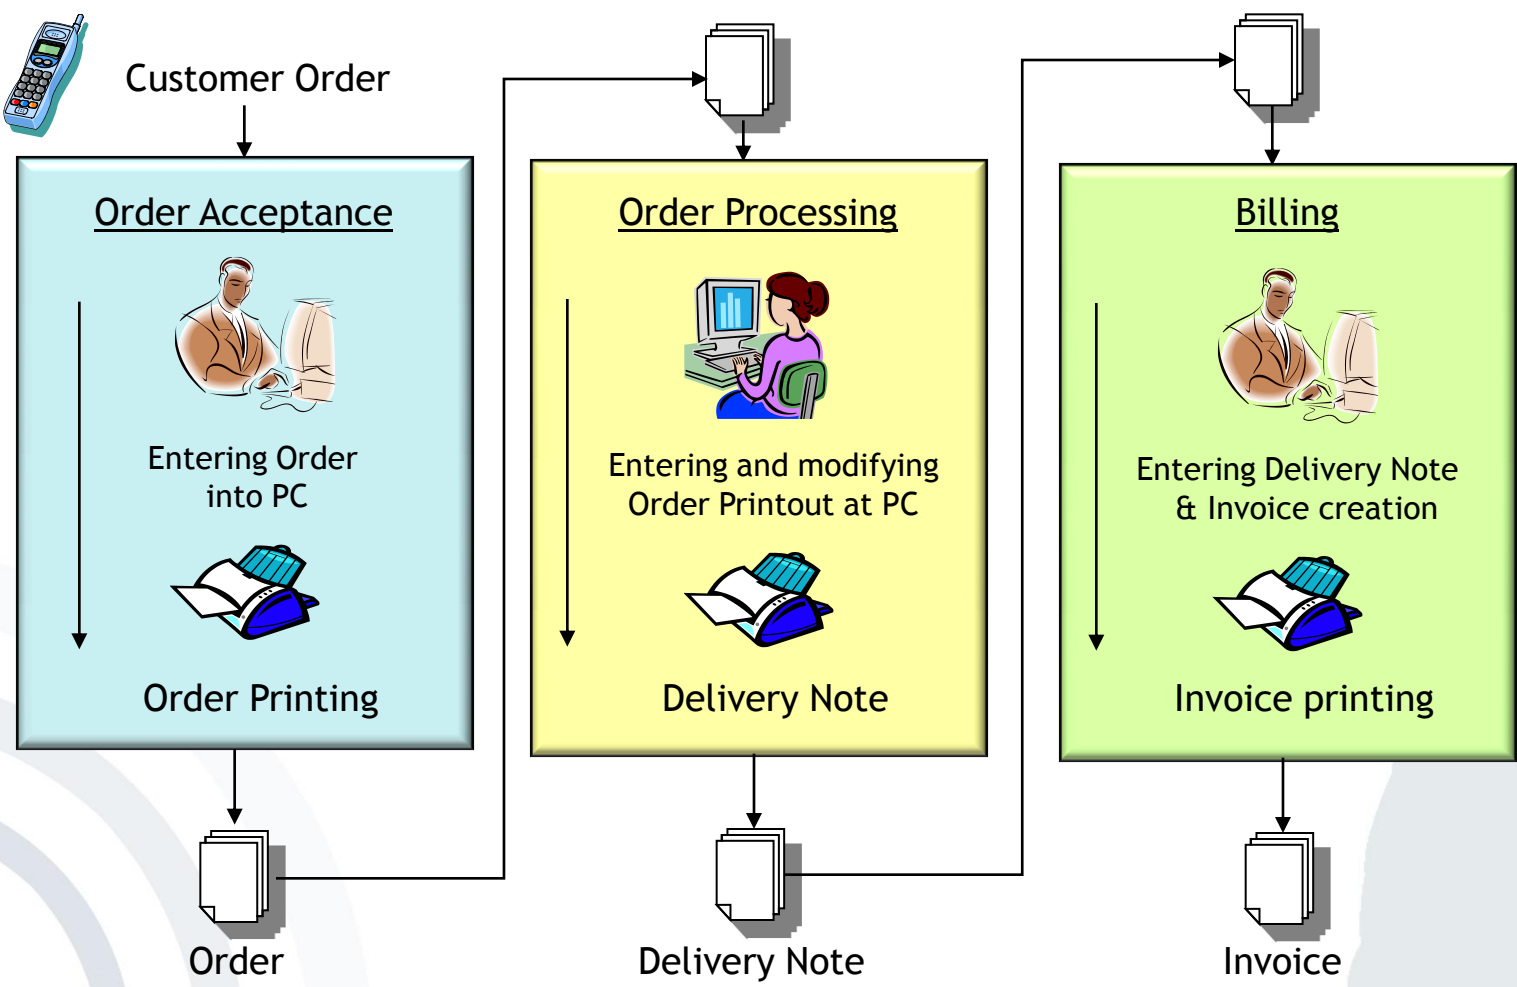 Customer Order
Order Acceptance
Entering Order
into PC
Order Printing
Order
Order Processing
Entering and modifying
Order Printout at PC
Delivery Note
Delivery Note
Billing
Entering Delivery Note
& Invoice creation
Invoice printing
Invoice